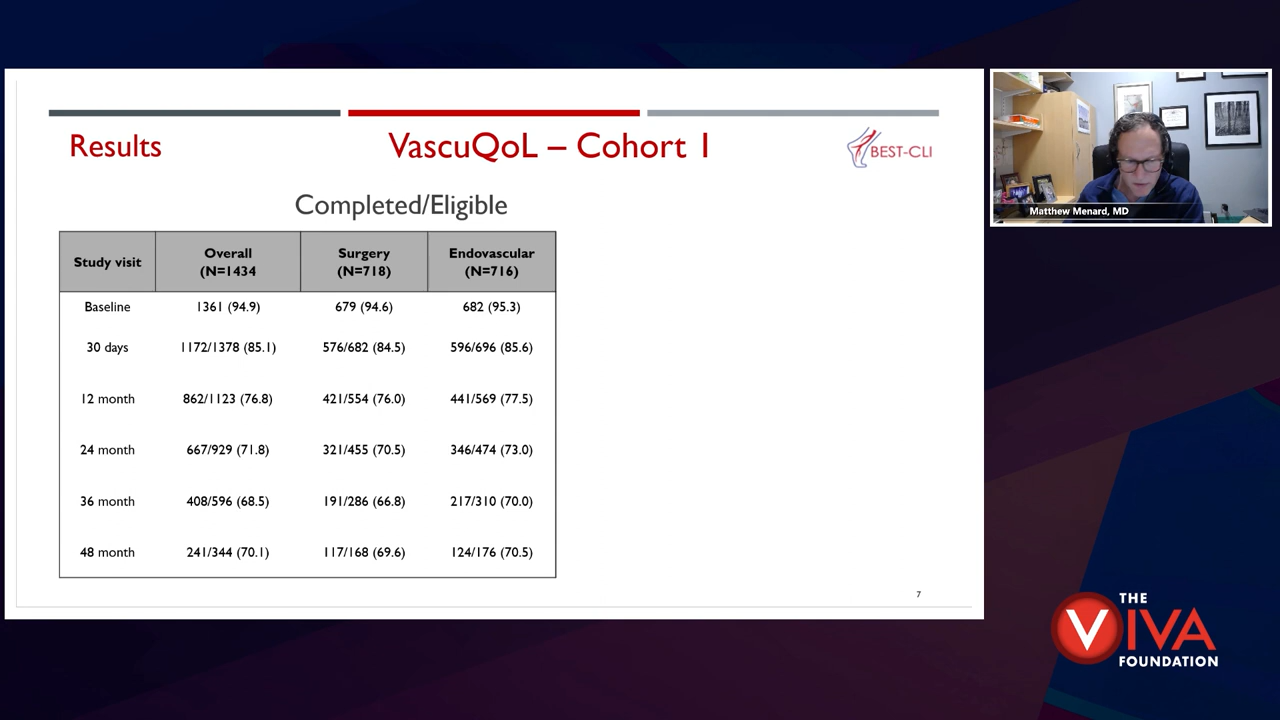 Results
VascuQoL – Cohort 1
BEST-CLI
Completed/Eligible
Study visit
Overall
(N=1434
Surgery
(N=718)
Endovascular
(N=716)
Baseline 1361 (94.9) 679 (94.6) 682 (95.3)
30 days 1172/1378 (85.1) 576/682 (84.5) 596/696 (85.6)
12 month 862/1123 (76.8) 421/554 (76.0) 441/569 (77.5)
24 month 667/929 (71.8) 321/455 (70.5) 346/474 (73.0)
36 month 408/596 (68.5) 191/286 (66.8) 217/310 (70.0)
48 month 241/344 (70.1) 117/168 (69.6) 124/176 (70.5)
7
Matthew Menard, MD
THE
VIVA
FOUNDATION